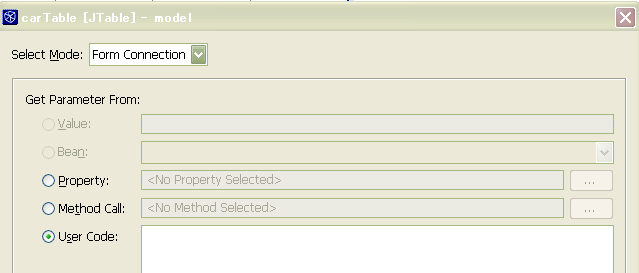 carTable [JTable] - model
Select Mode: Form Connection
Get Parameter From:
Value:
Bean:
Property: <No Property Selected> ...
Method Call: <No Method Selected> ...
User Code: